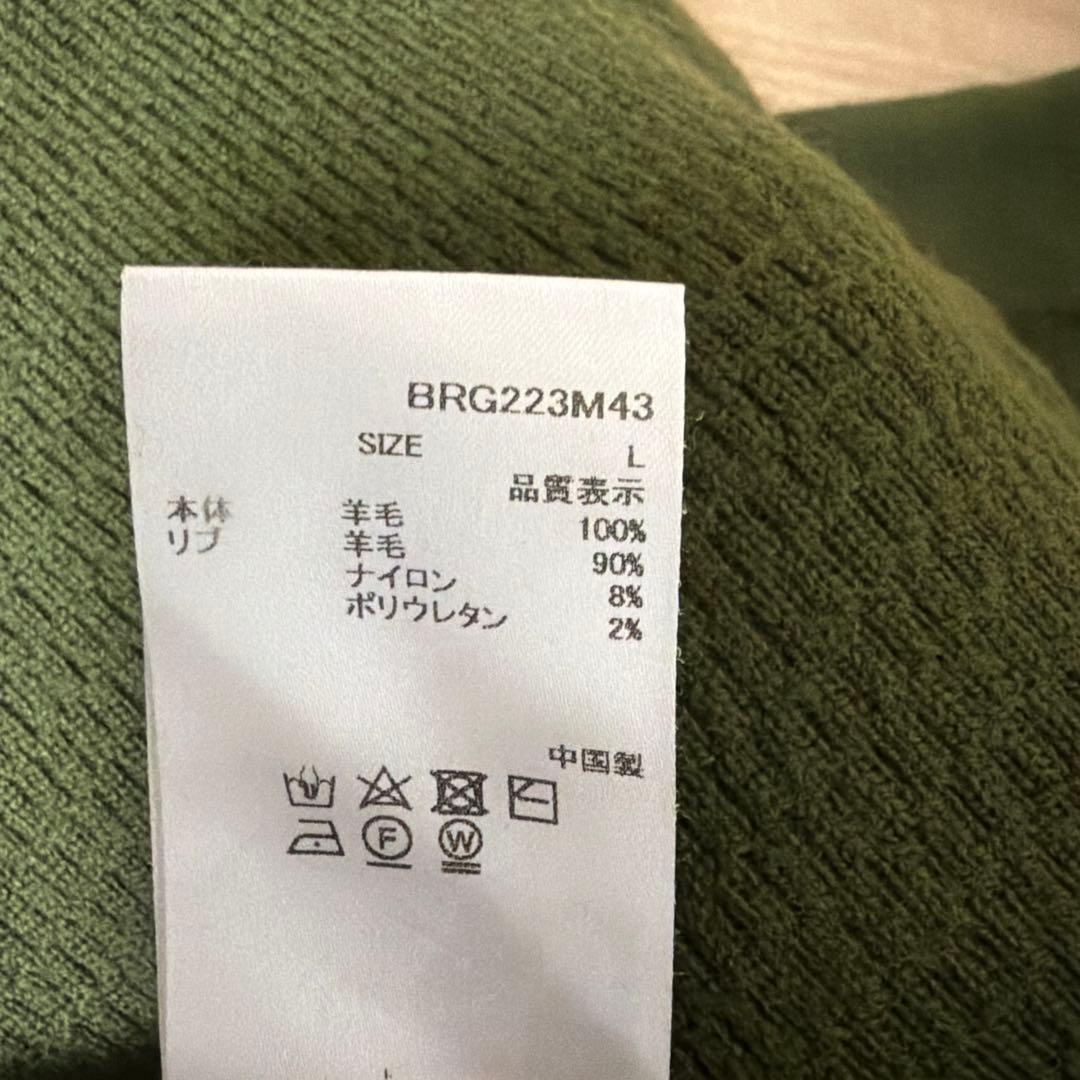 BRG223M43
SIZE L
品質表示
本体 羊毛 100%
リブ 羊毛 90%
ナイロン 8%
ポリウレタン 2%
中国製
F W